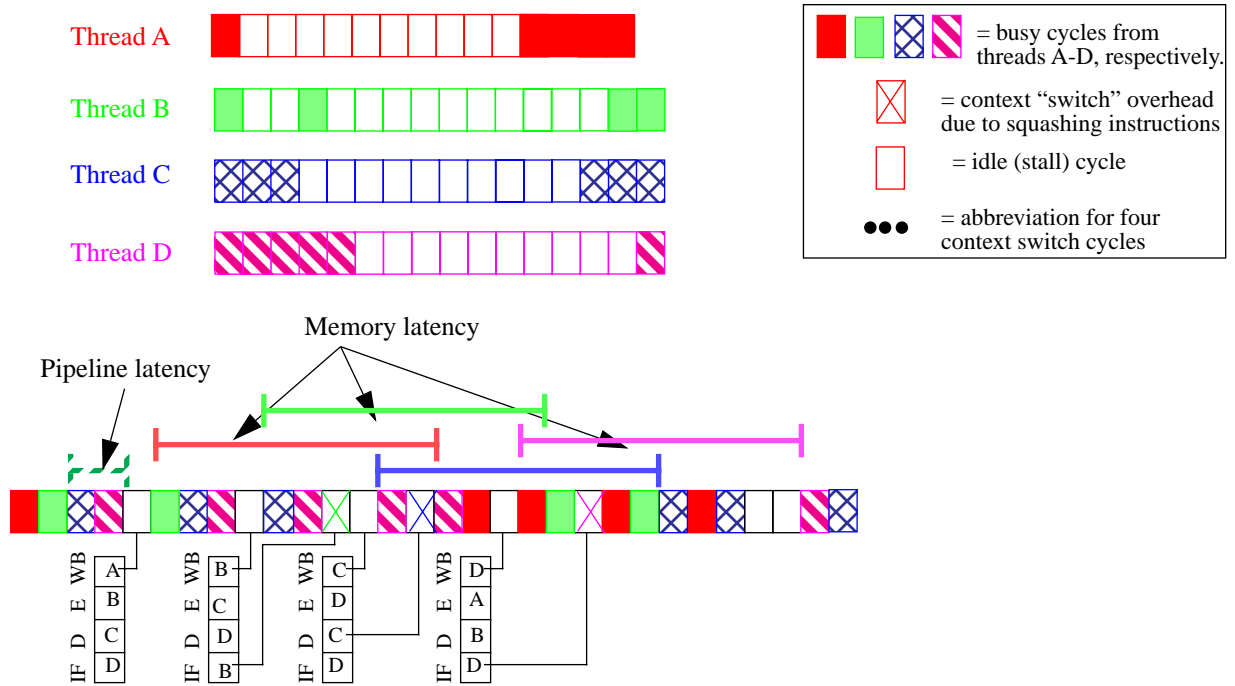 Thread A
Thread B
Thread C
Thread D
= busy cycles from
threads A-D, respectively.
= context “switch” overhead
due to squashing instructions
= idle (stall) cycle
= abbreviation for four
context switch cycles
Memory latency
Pipeline latency
WB A
E B
D C
IF D
WB B
E C
D D
IF B
WB C
E D
D C
IF D
WB D
E A
D B
IF D